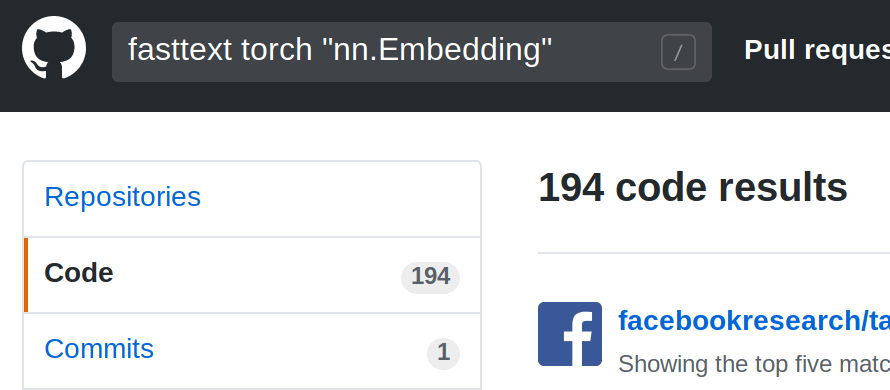 fasttext torch "nn.Embedding" /
Pull reques
Repositories
Code 194
Commits 1
194 code results
facebookresearch/ta
Showing the top five matc